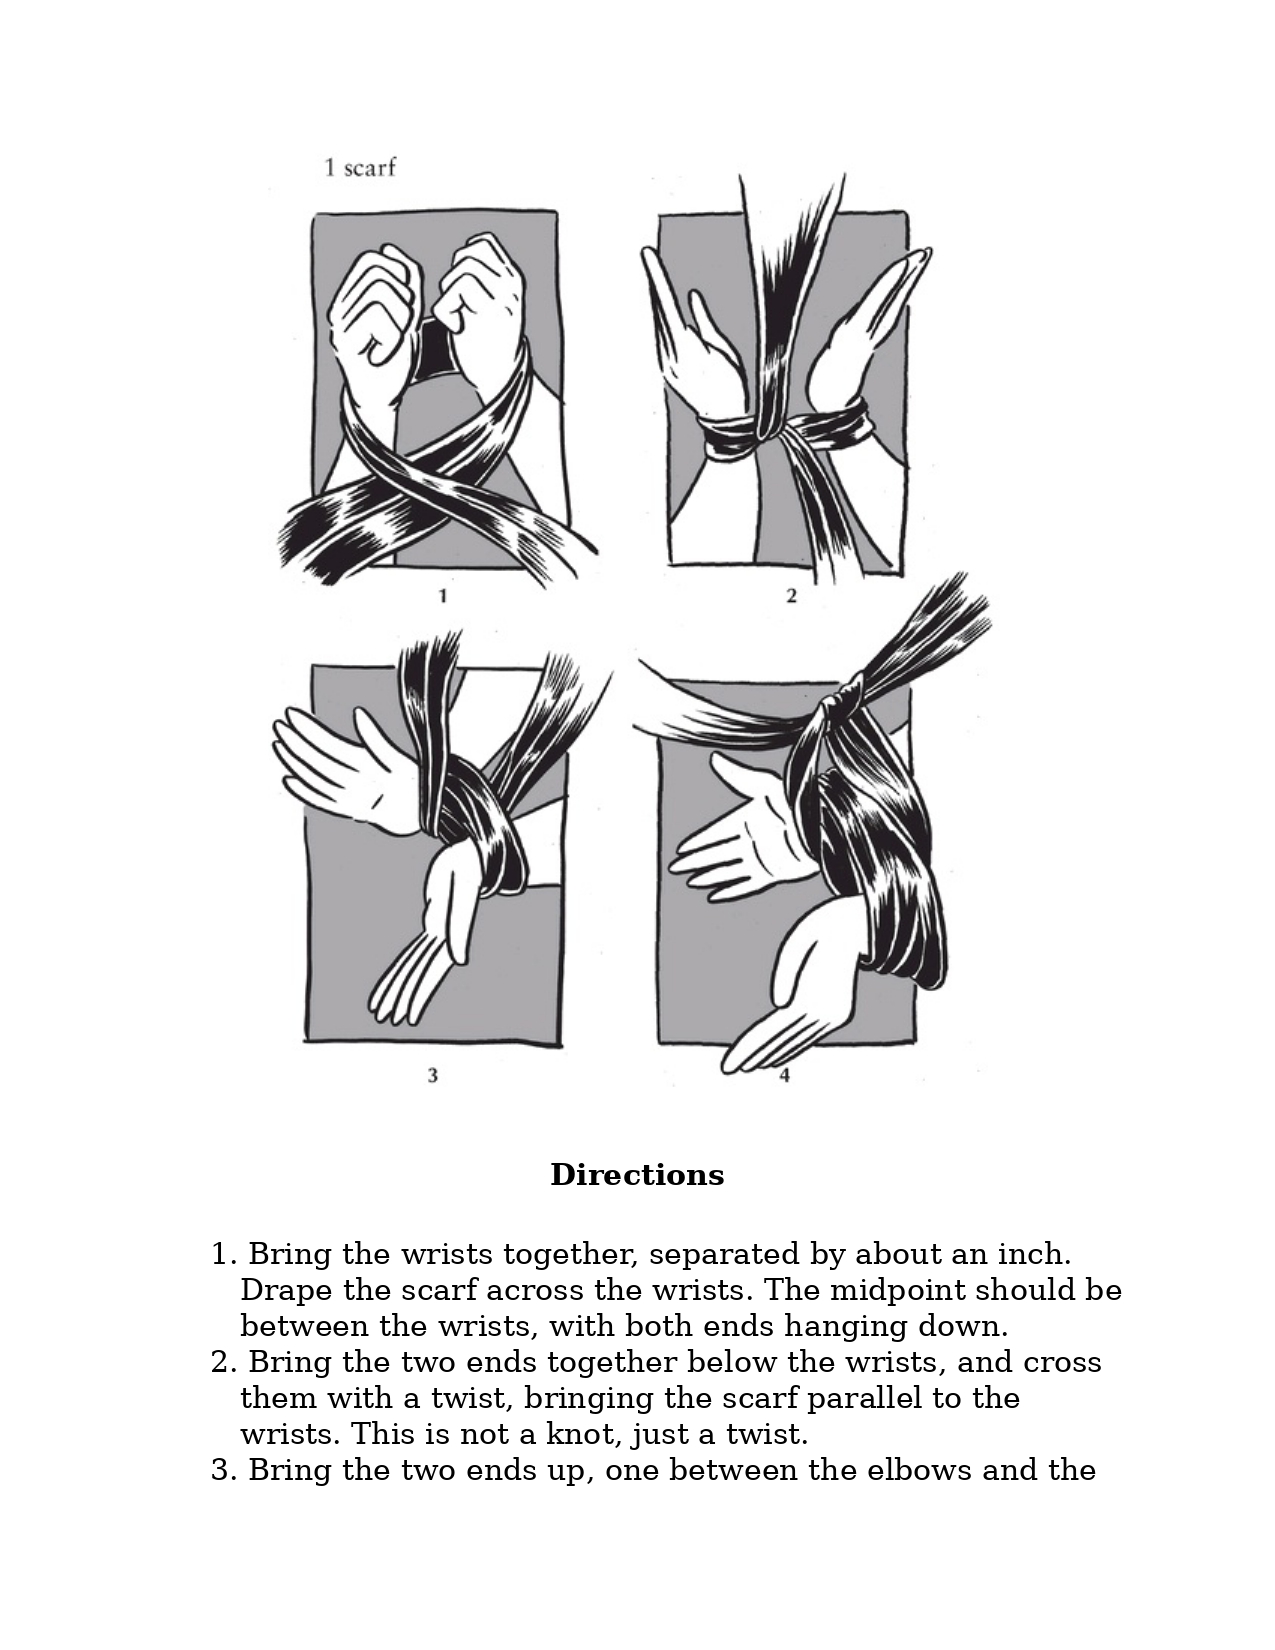 1 scarf
1
2
3
4
Directions
1. Bring the wrists together, separated by about an inch.
Drape the scarf across the wrists. The midpoint should be
between the wrists, with both ends hanging down.
2. Bring the two ends together below the wrists, and cross
them with a twist, bringing the scarf parallel to the
wrists. This is not a knot, just a twist.
3. Bring the two ends up, one between the elbows and the